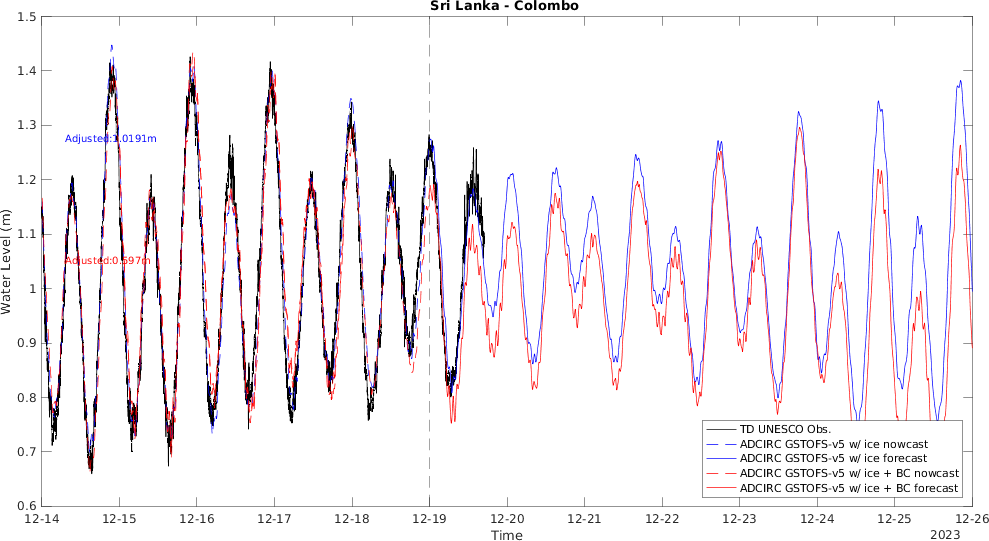 Sri Lanka - Colombo
1.5
1.4
1.3
1.2
1.1
1
0.9
0.8
0.7
0.6
Water Level (m)
Adjusted:1.0191m
Adjusted:0.597m
TD UNESCO Obs.
ADCIRC GSTOFS-v5 w/ ice nowcast
ADCIRC GSTOFS-v5 w/ ice forecast
ADCIRC GSTOFS-v5 w/ ice + BC nowcast
ADCIRC GSTOFS-v5 w/ ice + BC forecast
12-14 12-15 12-16 12-17 12-18 12-19 12-20 12-21 12-22 12-23 12-24 12-25 12-26
Time
2023